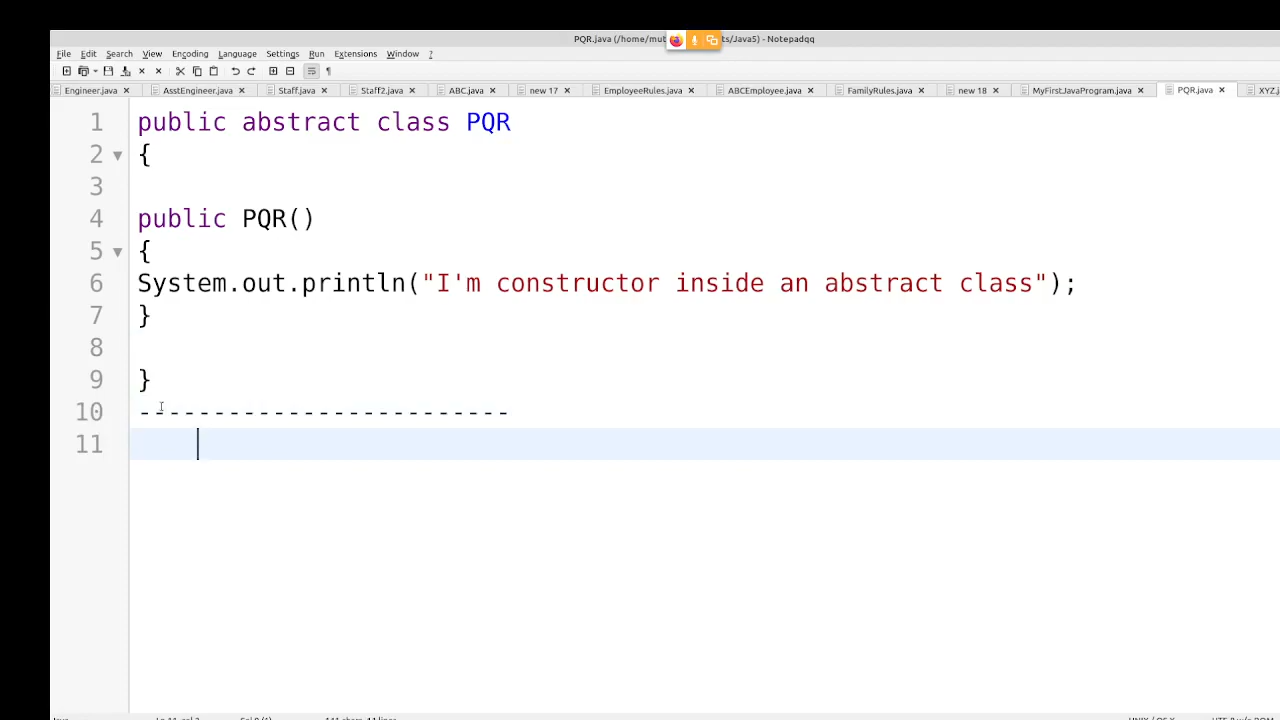 PQR.java (/home/mut ts/Java5) - Notepadqq
File Edit Search View Encoding Language Settings Run Extensions Window ?
Engineer.java AsstEngineer.java Staff.java Staff2.java ABC.java new 17 EmployeeRules.java ABCEmployee.java FamilyRules.java new 18 MyFirstJavaProgram.java PQR.java XYZ.j
1 public abstract class PQR
2 {
3
4 public PQR()
5 {
6 System.out.println("I'm constructor inside an abstract class");
7 }
8
9 }
10 -------------------------
11